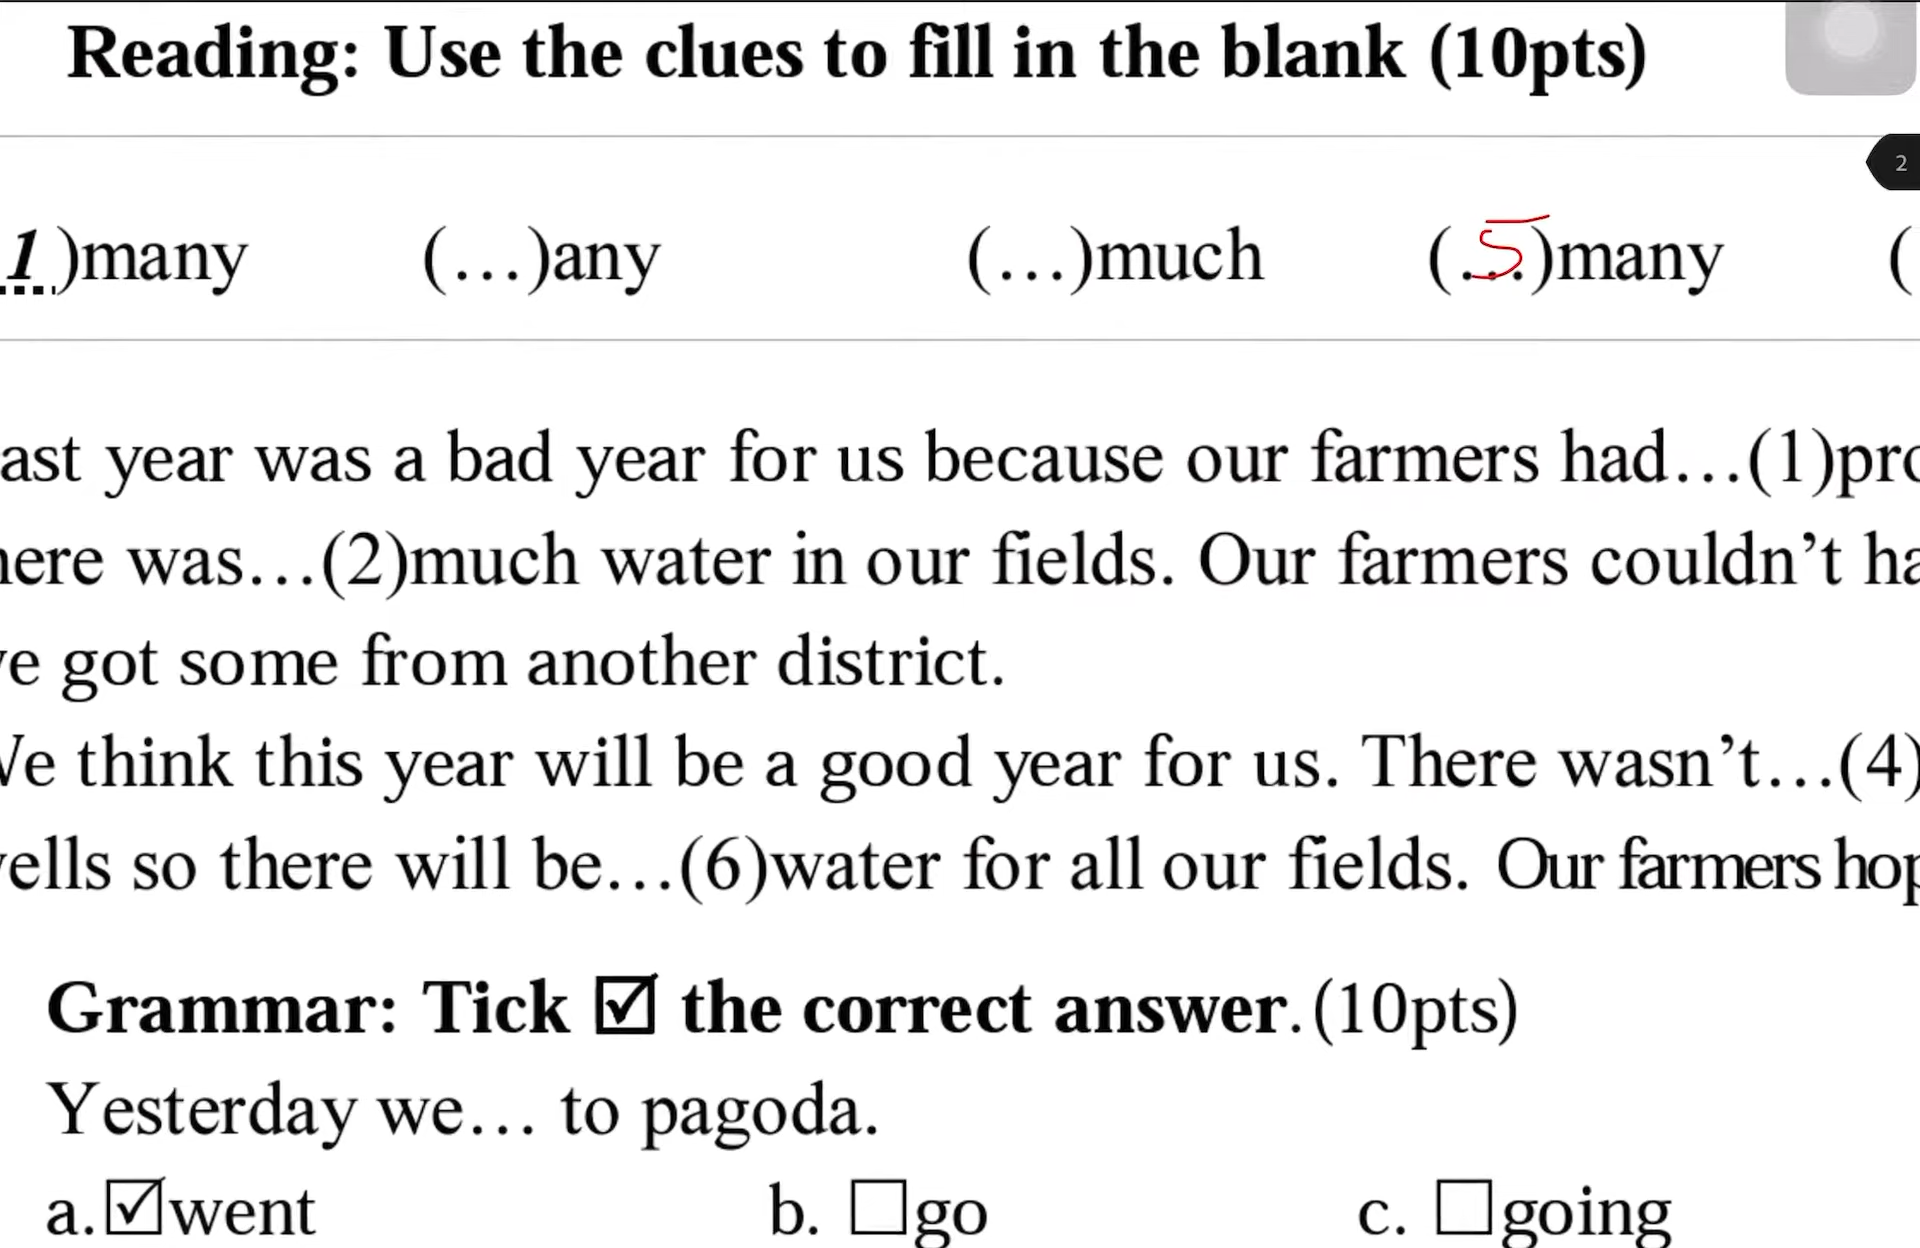 Reading: Use the clues to fill in the blank (10pts)
2
1)many (...)any (...)much (.5.)many (
ast year was a bad year for us because our farmers had...(1)pro
here was...(2)much water in our fields. Our farmers couldn't ha
e got some from another district.
We think this year will be a good year for us. There wasn't...(4)
ells so there will be...(6)water for all our fields. Our farmers hop
Grammar: Tick ☑ the correct answer.(10pts)
Yesterday we... to pagoda.
a.☑went b. ☐go c. ☐going